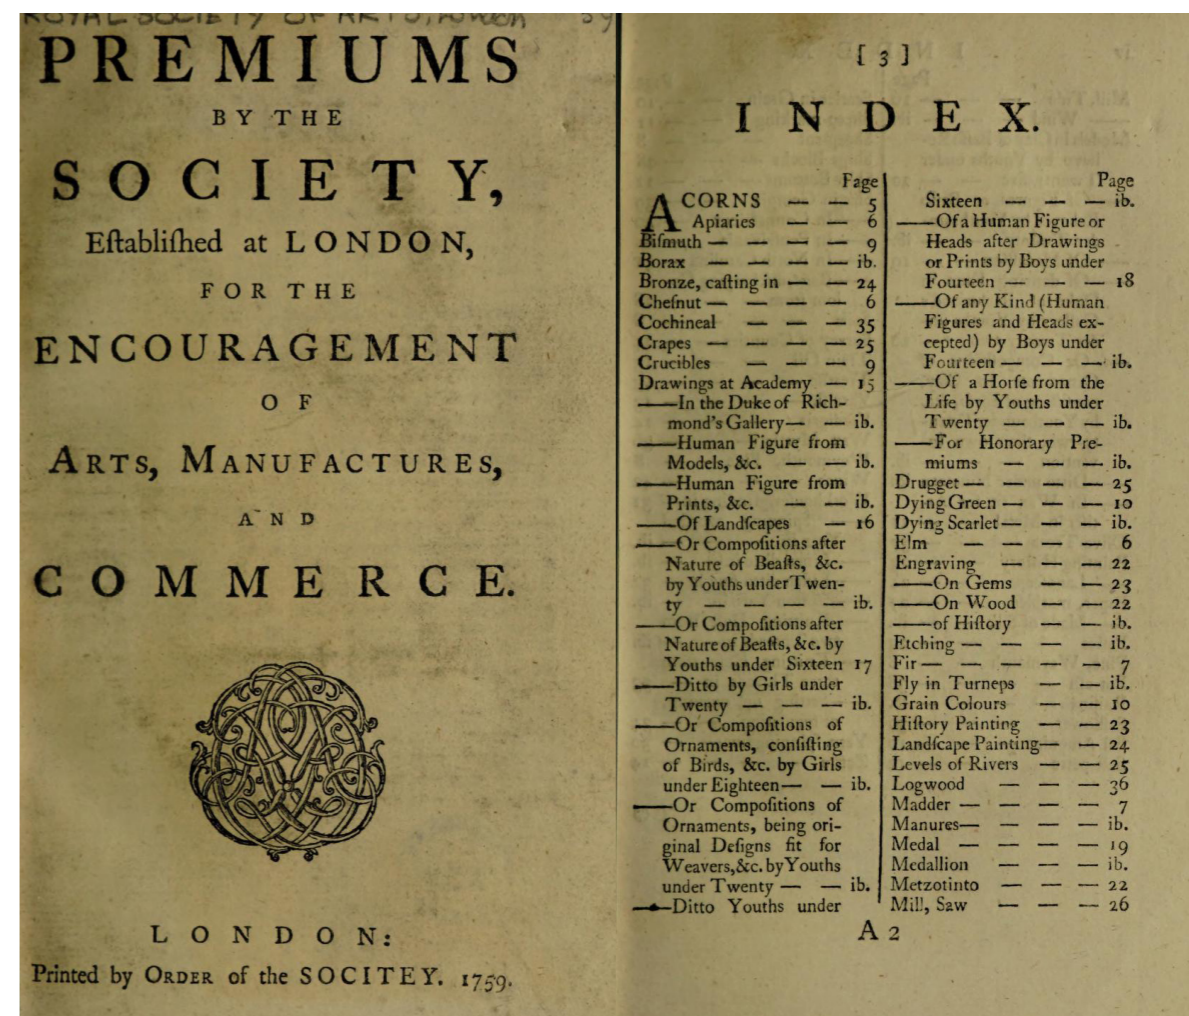 ROYAL SOCIETY OF ARTS, London
PREMIUMS
BY THE
SOCIETY,
Eſtabliſhed at LONDON,
FOR THE
ENCOURAGEMENT
OF
ARTS, MANUFACTURES,
AND
COMMERCE.
LONDON:
Printed by ORDER of the SOCITEY. 1759.
[ 3 ]
INDEX.
Page
ACORNS — — 5
Apiaries — — 6
Biſmuth — — — — 9
Borax — — — — ib.
Bronze, caſting in — — 24
Cheſnut — — — — 6
Cochineal — — — 35
Crapes — — — — 25
Crucibles — — — 9
Drawings at Academy — 15
——In the Duke of Rich-
mond's Gallery— — ib.
——Human Figure from
Models, &c. — — ib.
——Human Figure from
Prints, &c. — — ib.
——Of Landſcapes — 16
——Or Compoſitions after
Nature of Beaſts, &c.
by Youths under Twen-
ty — — — — ib.
——Or Compoſitions after
Nature of Beaſts, &c. by
Youths under Sixteen 17
——Ditto by Girls under
Twenty — — — ib.
——Or Compoſitions of
Ornaments, conſiſting
of Birds, &c. by Girls
under Eighteen— — ib.
——Or Compoſitions of
Ornaments, being ori-
ginal Deſigns fit for
Weavers,&c. by Youths
under Twenty — — ib.
——Ditto Youths under
Page
Sixteen — — — ib.
——Of a Human Figure or
Heads after Drawings
or Prints by Boys under
Fourteen — — — 18
——Of any Kind (Human
Figures and Heads ex-
cepted) by Boys under
Fourteen — — — ib.
——Of a Horſe from the
Life by Youths under
Twenty — — — ib.
——For Honorary Pre-
miums — — — ib.
Drugget — — — — 25
Dying Green — — — 10
Dying Scarlet — — — ib.
Elm — — — — 6
Engraving — — — 22
——On Gems — — 23
——On Wood — — 22
——of Hiſtory — — ib.
Etching — — — — ib.
Fir — — — — — 7
Fly in Turneps — — ib.
Grain Colours — — 10
Hiſtory Painting — — 23
Landſcape Painting— — 24
Levels of Rivers — — 25
Logwood — — — 36
Madder — — — — 7
Manures— — — — ib.
Medal — — — — 19
Medallion — — — ib.
Metzotinto — — — 22
Mill, Saw — — — 26
A 2